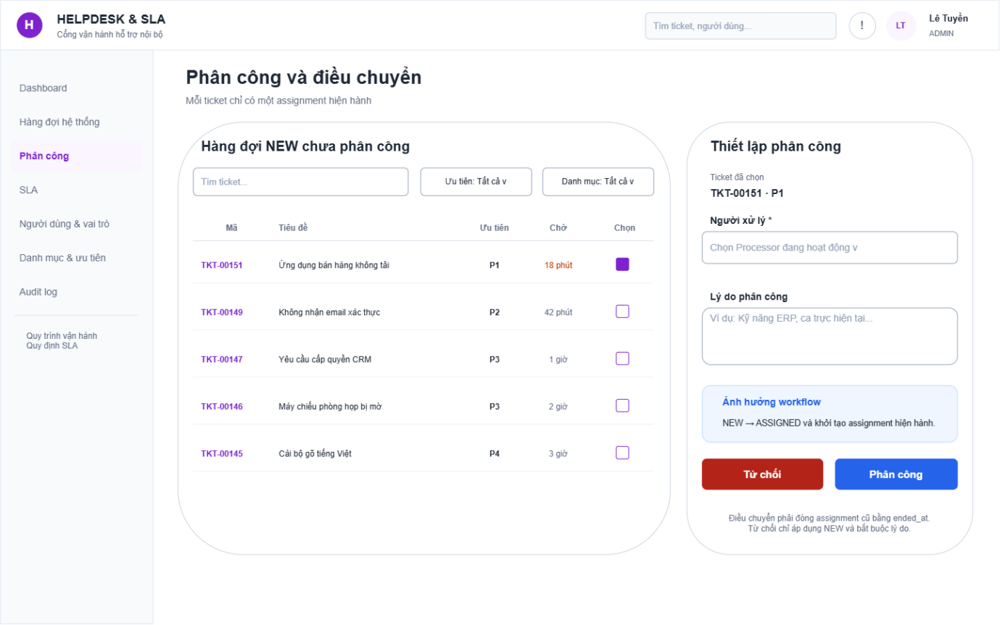 H
HELPDESK & SLA
Cổng vận hành hỗ trợ nội bộ
Tìm ticket, người dùng...
!
LT
Lê Tuyền
ADMIN
Dashboard
Hàng đợi hệ thống
Phân công
SLA
Người dùng & vai trò
Danh mục & ưu tiên
Audit log
Quy trình vận hành
Quy định SLA
Phân công và điều chuyển
Mỗi ticket chỉ có một assignment hiện hành
Hàng đợi NEW chưa phân công
Tìm ticket...
Ưu tiên: Tất cả v
Danh mục: Tất cả v
Mã Tiêu đề Ưu tiên Chờ Chọn
TKT-00151 Ứng dụng bán hàng không tải P1 18 phút
TKT-00149 Không nhận email xác thực P2 42 phút
TKT-00147 Yêu cầu cấp quyền CRM P3 1 giờ
TKT-00146 Máy chiếu phòng họp bị mờ P3 2 giờ
TKT-00145 Cài bộ gõ tiếng Việt P4 3 giờ
Thiết lập phân công
Ticket đã chọn
TKT-00151 · P1
Người xử lý *
Chọn Processor đang hoạt động v
Lý do phân công
Ví dụ: Kỹ năng ERP, ca trực hiện tại...
Ảnh hưởng workflow
NEW → ASSIGNED và khởi tạo assignment hiện hành.
Từ chối
Phân công
Điều chuyển phải đóng assignment cũ bằng ended_at.
Từ chối chỉ áp dụng NEW và bắt buộc lý do.